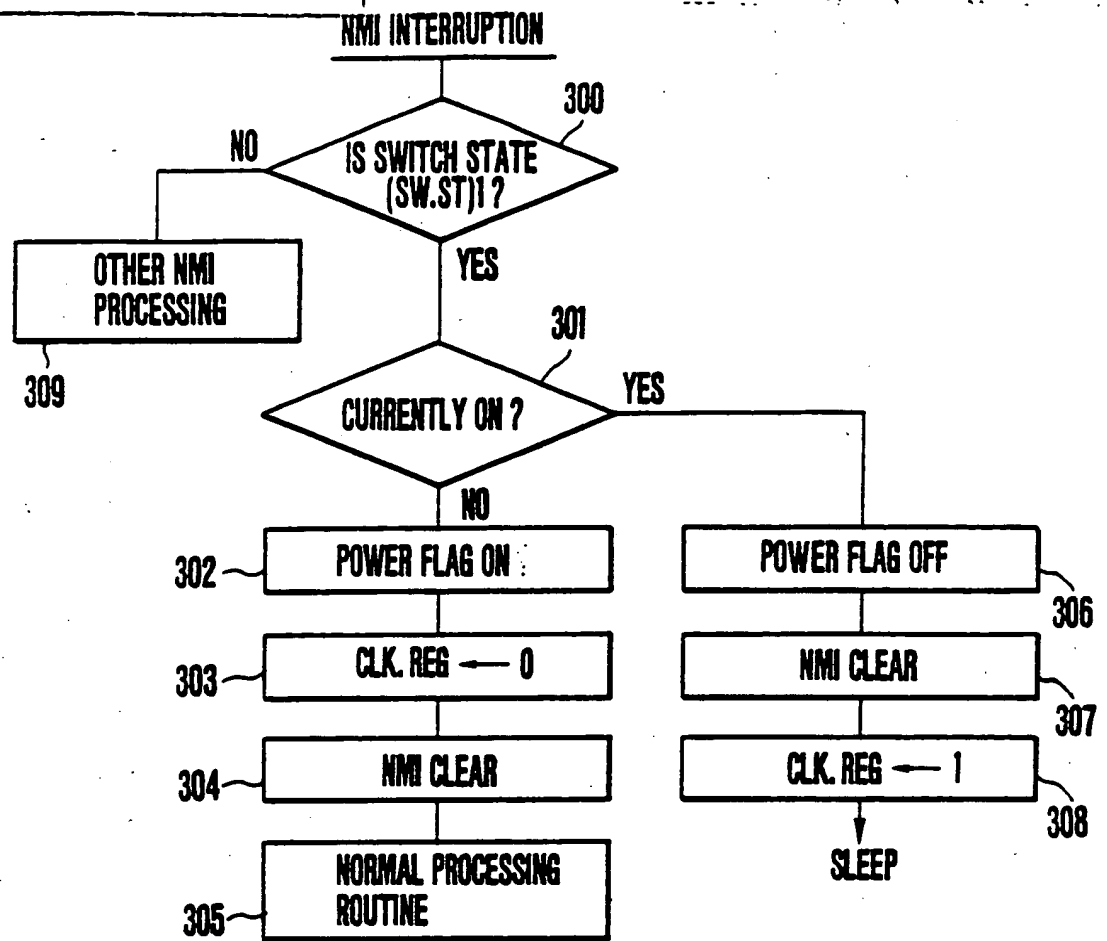 NMI INTERRUPTION
300
NO
IS SWITCH STATE
(SW.ST)1?
YES
OTHER NMI
PROCESSING
309
301
YES
CURRENTLY ON?
NO
302
POWER FLAG ON
POWER FLAG OFF
306
303
CLK. REG ← 0
NMI CLEAR
307
304
NMI CLEAR
CLK. REG ← 1
308
SLEEP
305
NORMAL PROCESSING
ROUTINE